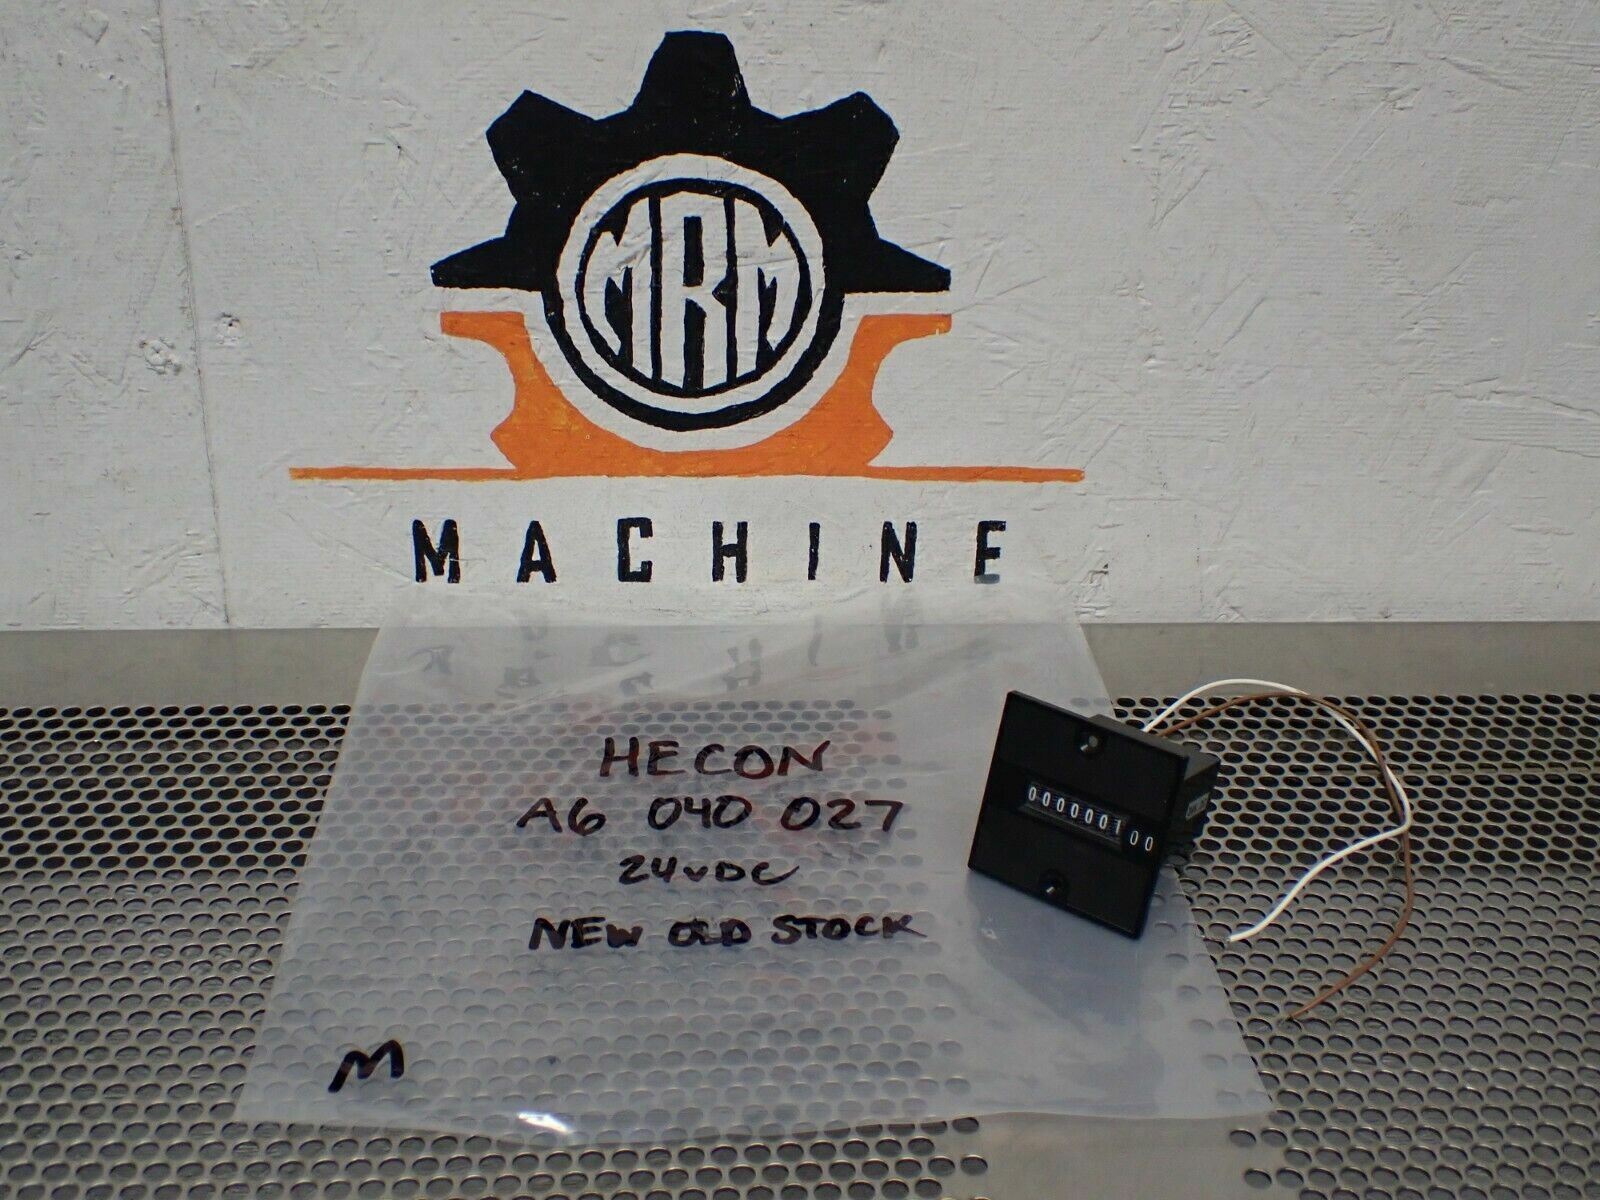 MRM
MACHINE
HECON
A6 040 027
24VDC
NEW OLD STOCK
M
000000100